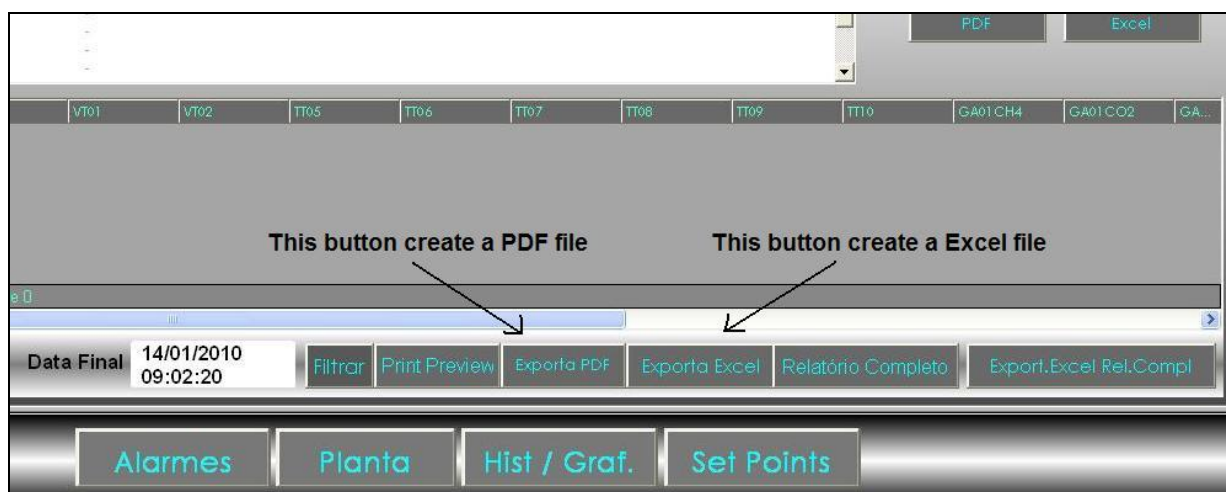 PDF Excel
VT01 VT02 TT05 TT06 TT07 TT08 TT09 TT10 GA01CH4 GA01CO2 GA...
This button create a PDF file This button create a Excel file
e 0
Data Final 14/01/2010
09:02:20
Filtrar Print Preview Exporta PDF Exporta Excel Relatório Completo Export.Excel Rel.Compl
Alarmes Planta Hist / Graf. Set Points